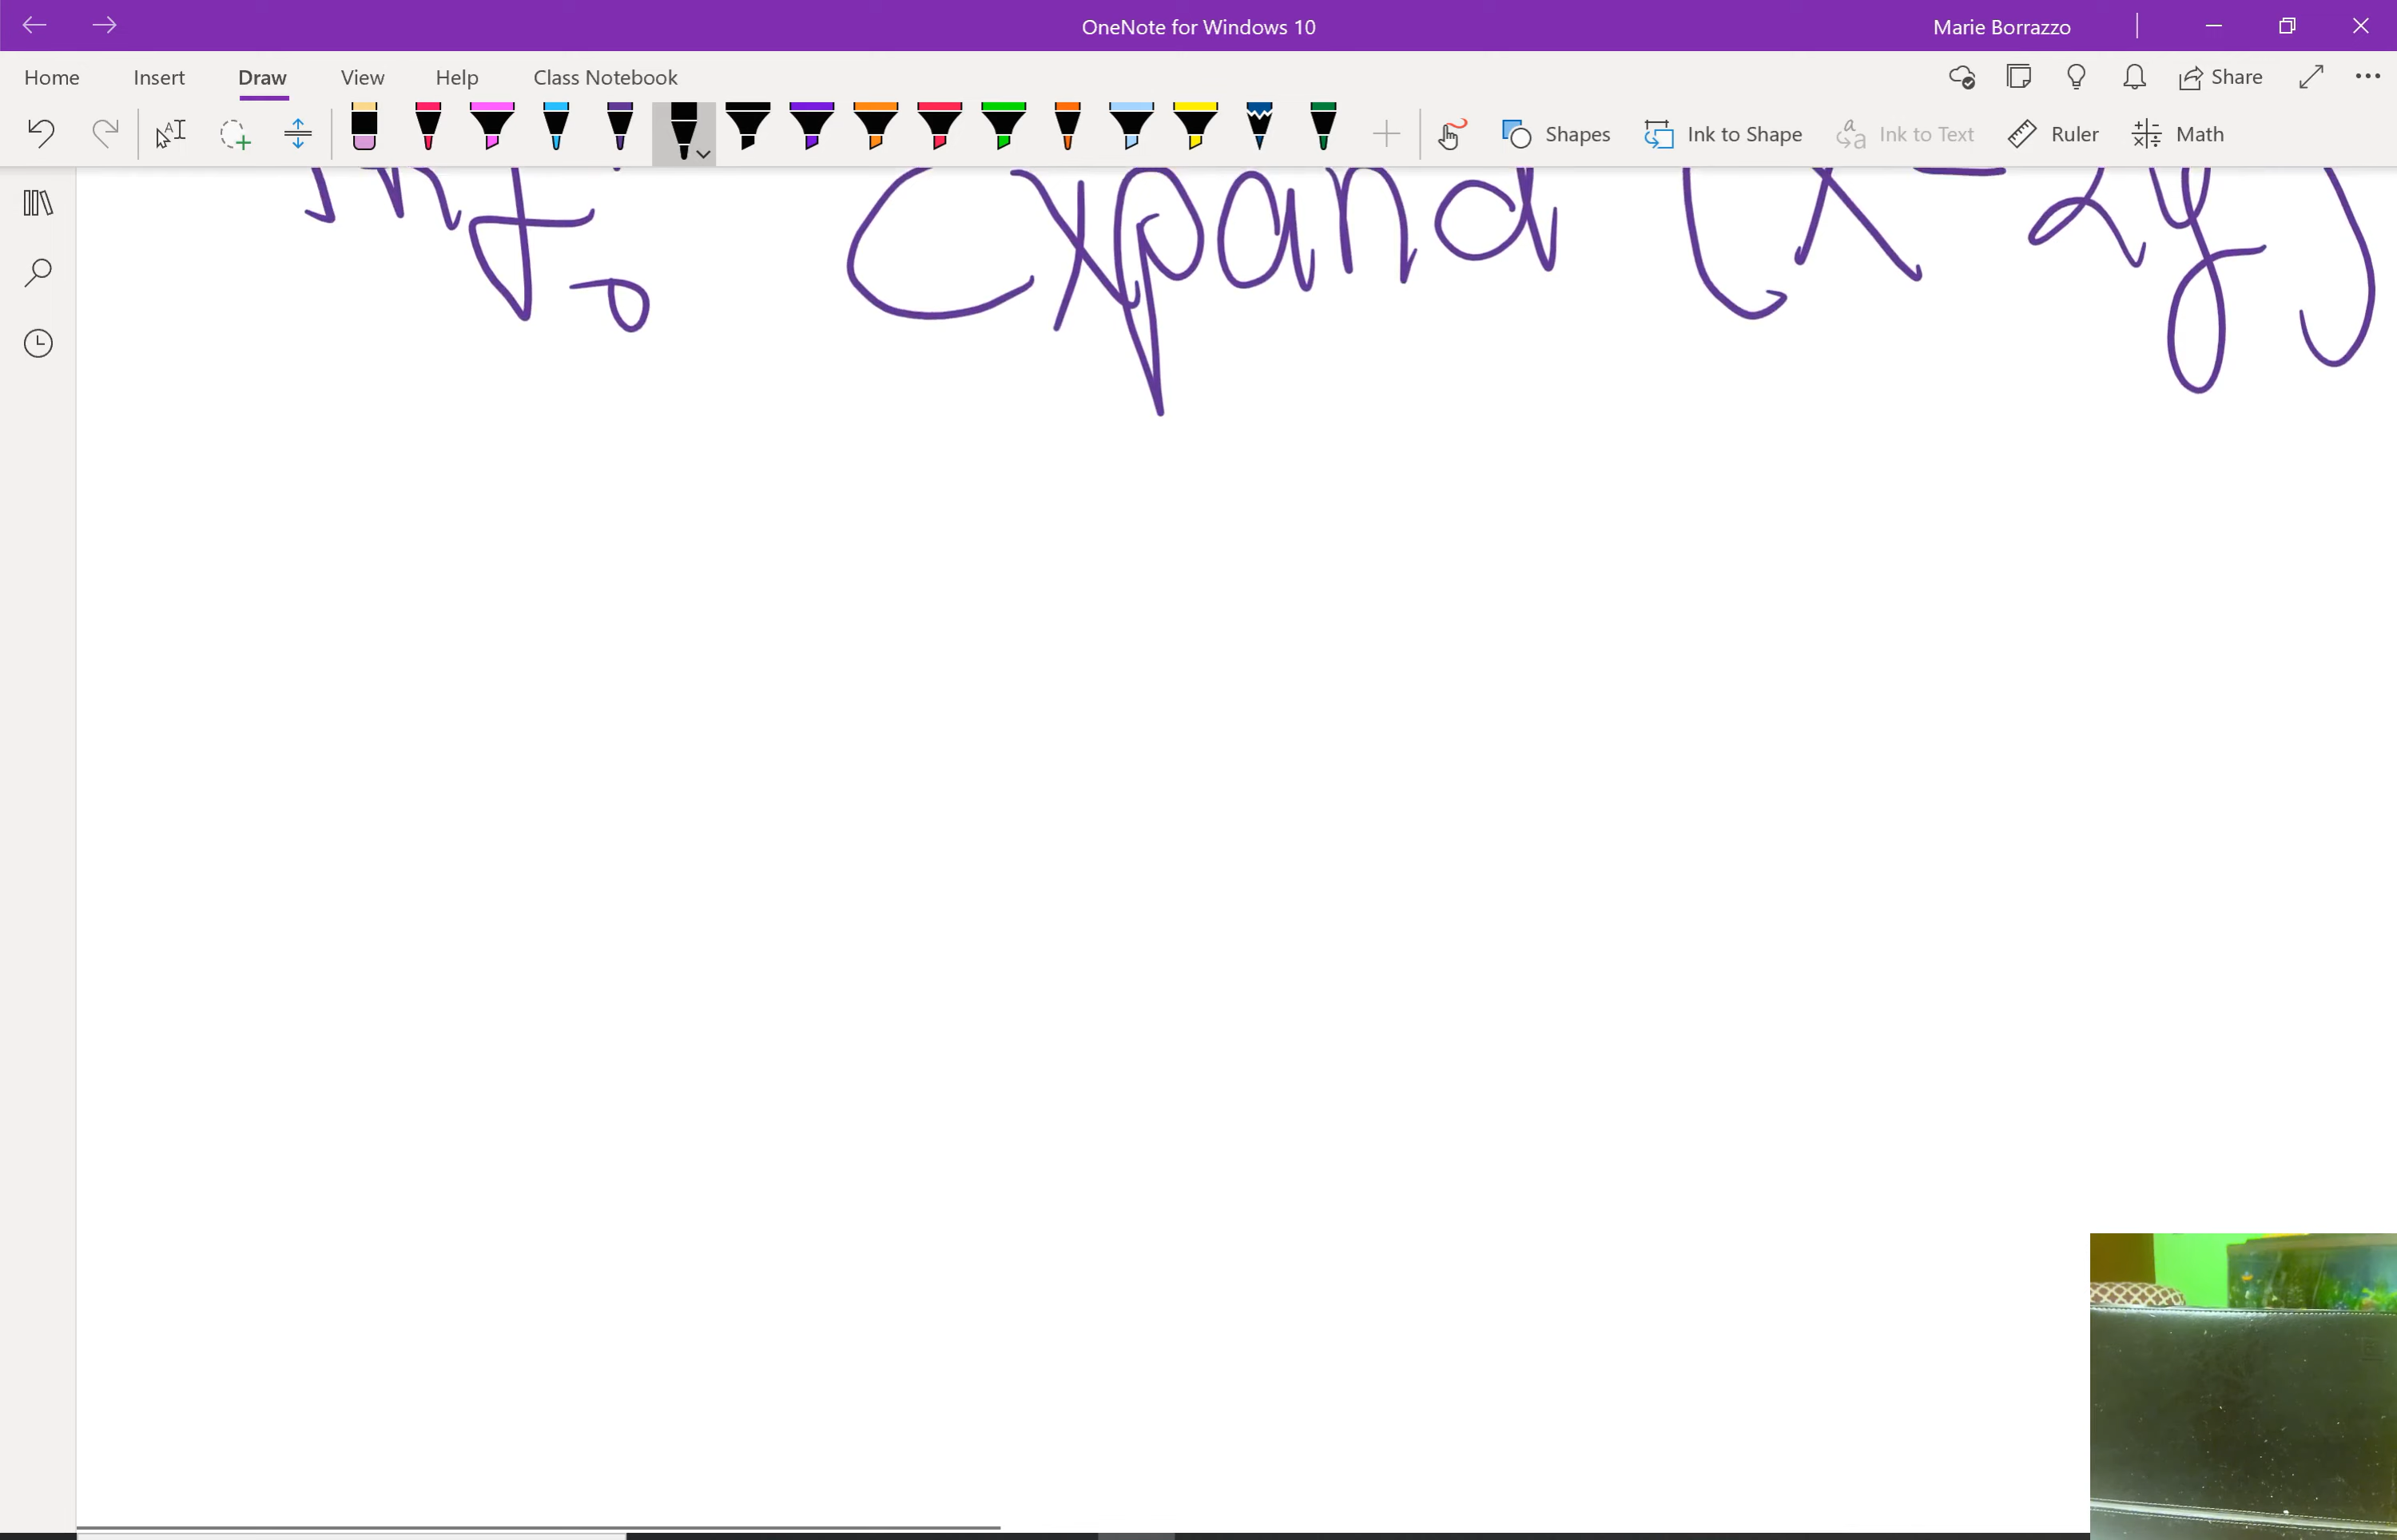 OneNote for Windows 10 Marie Borrazzo
Home Insert Draw View Help Class Notebook Share
Shapes Ink to Shape Ink to Text Ruler Math
Expand (x - 2y)